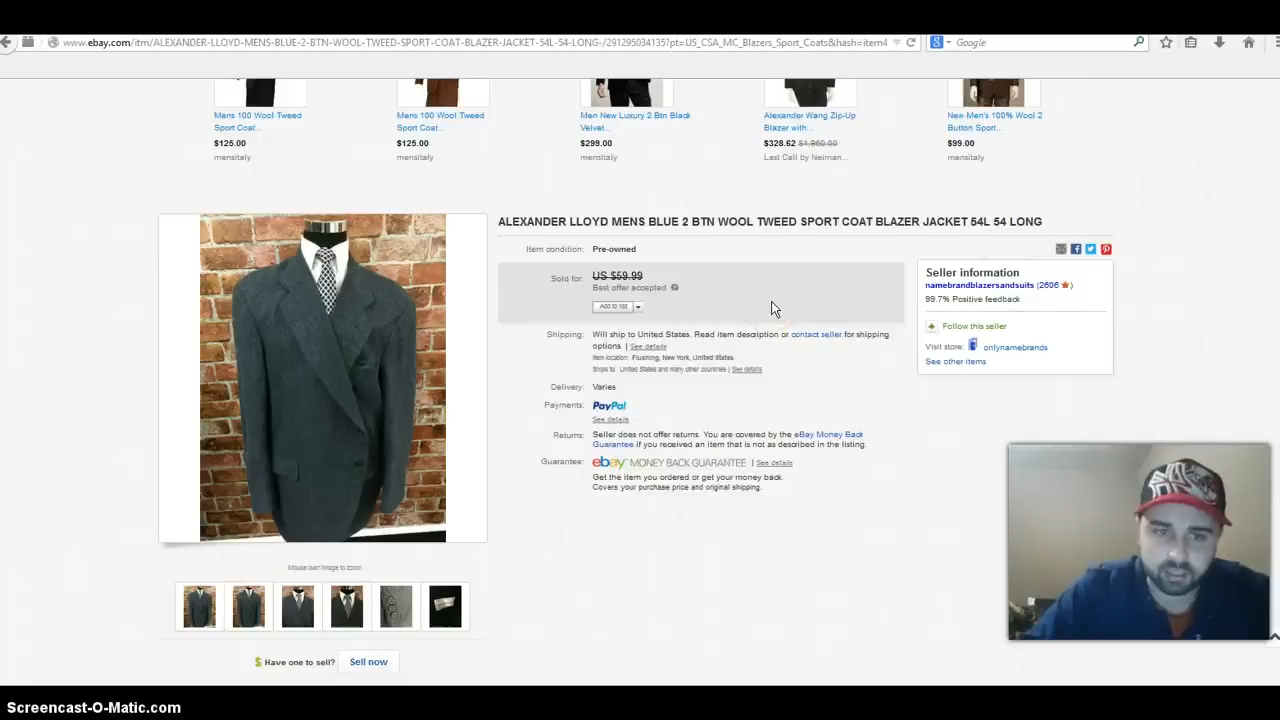 www.ebay.com/itm/ALEXANDER-LLOYD-MENS-BLUE-2-BTN-WOOL-TWEED-SPORT-COAT-BLAZER-JACKET-54L-54-LONG-/291295034135?pt=US_CSA_MC_Blazers_Sport_Coats&hash=item4
Google
Mens 100 Wool Tweed
Sport Coat...
$125.00
mensitaly
Mens 100 Wool Tweed
Sport Coat...
$125.00
mensitaly
Men New Luxury 2 Btn Black
Velvet...
$299.00
mensitaly
Alexander Wang Zip-Up
Blazer with...
$328.62 $1,860.00
Last Call by Neiman...
New Men's 100% Wool 2
Button Sport...
$99.00
mensitaly
ALEXANDER LLOYD MENS BLUE 2 BTN WOOL TWEED SPORT COAT BLAZER JACKET 54L 54 LONG
Item condition: Pre-owned
Sold for: US $59.99
Best offer accepted
Add to list
Shipping: Will ship to United States. Read item description or contact seller for shipping
options. | See details
Item location: Flushing, New York, United States
Ships to: United States and many other countries | See details
Delivery: Varies
Payments: PayPal
See details
Returns: Seller does not offer returns. You are covered by the eBay Money Back
Guarantee if you received an item that is not as described in the listing.
Guarantee: ebay MONEY BACK GUARANTEE | See details
Get the item you ordered or get your money back.
Covers your purchase price and original shipping.
Seller information
namebrandblazersandsuits (2606 )
99.7% Positive feedback
Follow this seller
Visit store: onlynamebrands
See other items
Mouse over image to zoom
Have one to sell? Sell now
Screencast-O-Matic.com